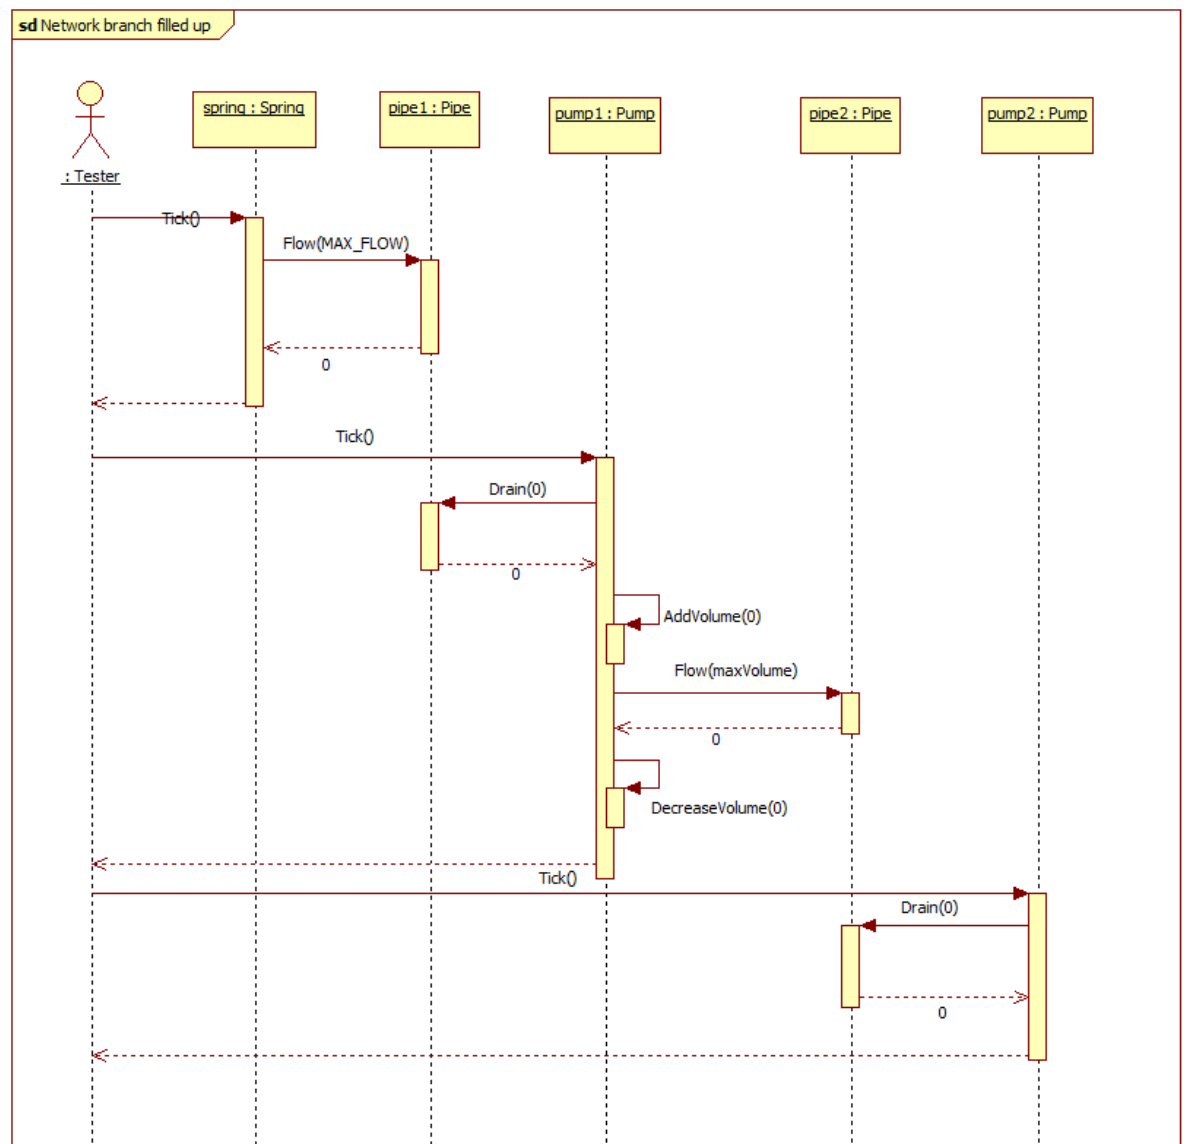 sd Network branch filled up
spring : Spring
pipe1 : Pipe
pump1 : Pump
pipe2 : Pipe
pump2 : Pump
: Tester
Tick()
Flow(MAX_FLOW)
0
Tick()
Drain(0)
0
AddVolume(0)
Flow(maxVolume)
0
DecreaseVolume(0)
Tick()
Drain(0)
0